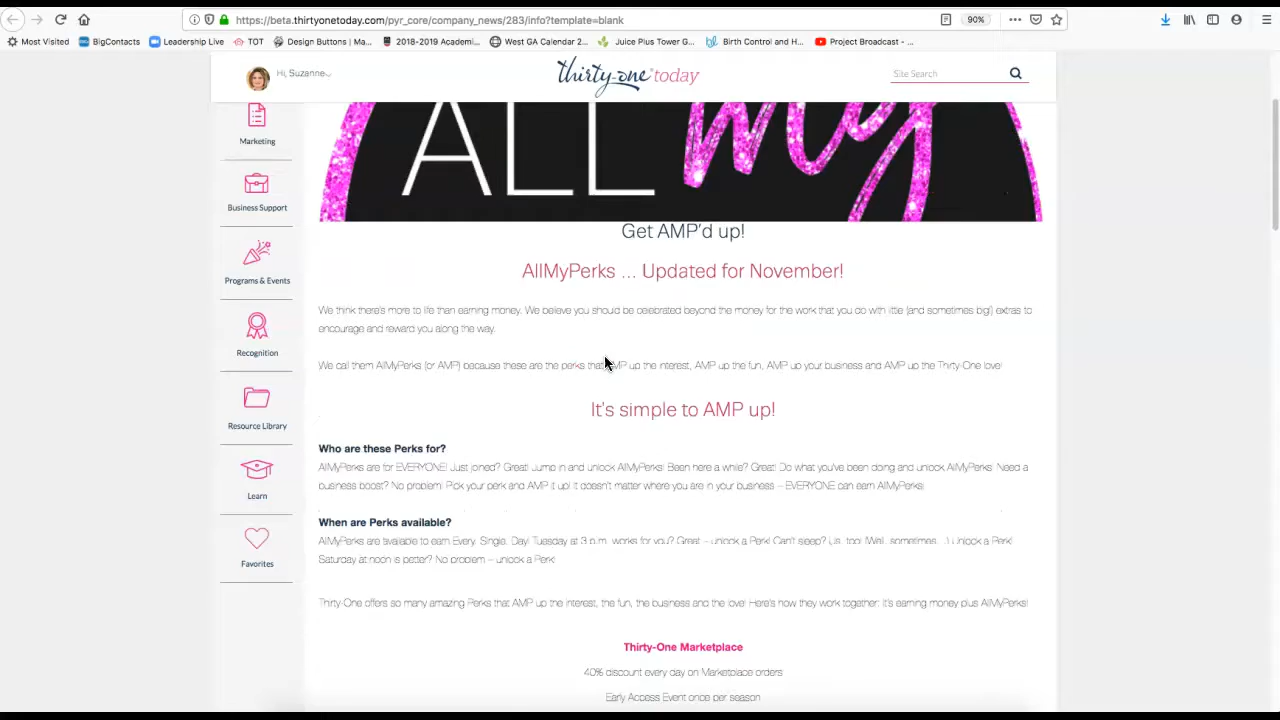 https://beta.thirtyonetoday.com/pyr_core/company_news/283/info?template=blank
90%
Most Visited
BigContacts
Leadership Live
TOT
Design Buttons | Ma...
2018-2019 Academi...
West GA Calendar 2...
Juice Plus Tower G...
Birth Control and H...
Project Broadcast - ...
Hi, Suzanne
thirty-one today
Site Search
Marketing
Business Support
Programs & Events
Recognition
Resource Library
Learn
Favorites
ALL my
Get AMP'd up!
AllMyPerks ... Updated for November!
We think there's more to life than earning money. We believe you should be celebrated beyond the money for the work that you do with little (and sometimes big!) extras to
encourage and reward you along the way.
We call them AllMyPerks (or AMP) because these are the perks that AMP up the interest, AMP up the fun, AMP up your business and AMP up the Thirty-One love!
It's simple to AMP up!
Who are these Perks for?
AllMyPerks are for EVERYONE! Just joined? Great! Jump in and unlock AllMyPerks! Been here a while? Great! Do what you've been doing and unlock AllMyPerks. Need a
business boost? No problem! Pick your perk and AMP it up! It doesn't matter where you are in your business – EVERYONE can earn AllMyPerks!
When are Perks available?
AllMyPerks are available to earn Every. Single. Day! Tuesday at 3 p.m. works for you? Great – unlock a Perk! Can't sleep? Us, too! (Well, sometimes...) Unlock a Perk!
Saturday at noon is better? No problem – unlock a Perk!
Thirty-One offers so many amazing Perks that AMP up the interest, the fun, the business and the love! Here's how they work together: It's earning money plus AllMyPerks!
Thirty-One Marketplace
40% discount every day on Marketplace orders
Early Access Event once per season